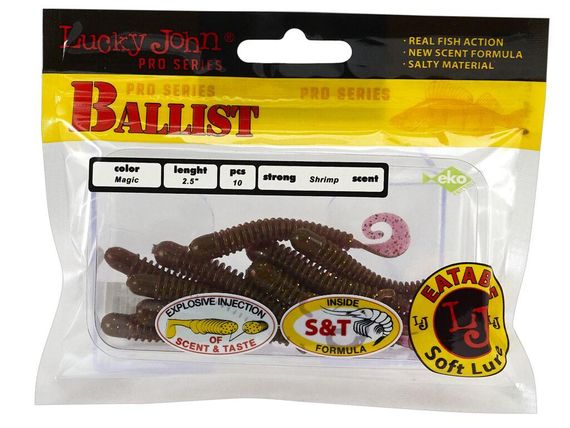 Lucky John®
PRO SERIES
• REAL FISH ACTION
• NEW SCENT FORMULA
• SALTY MATERIAL
PRO SERIES PRO SERIES
BALLIST
color lenght pcs strong Shrimp scent
Magic 2.5" 10
eko
EXPLOSIVE INJECTION
OF
SCENT & TASTE
INSIDE
S&T
FORMULA
EATABLE
LJ LJ LJ
Soft Lure